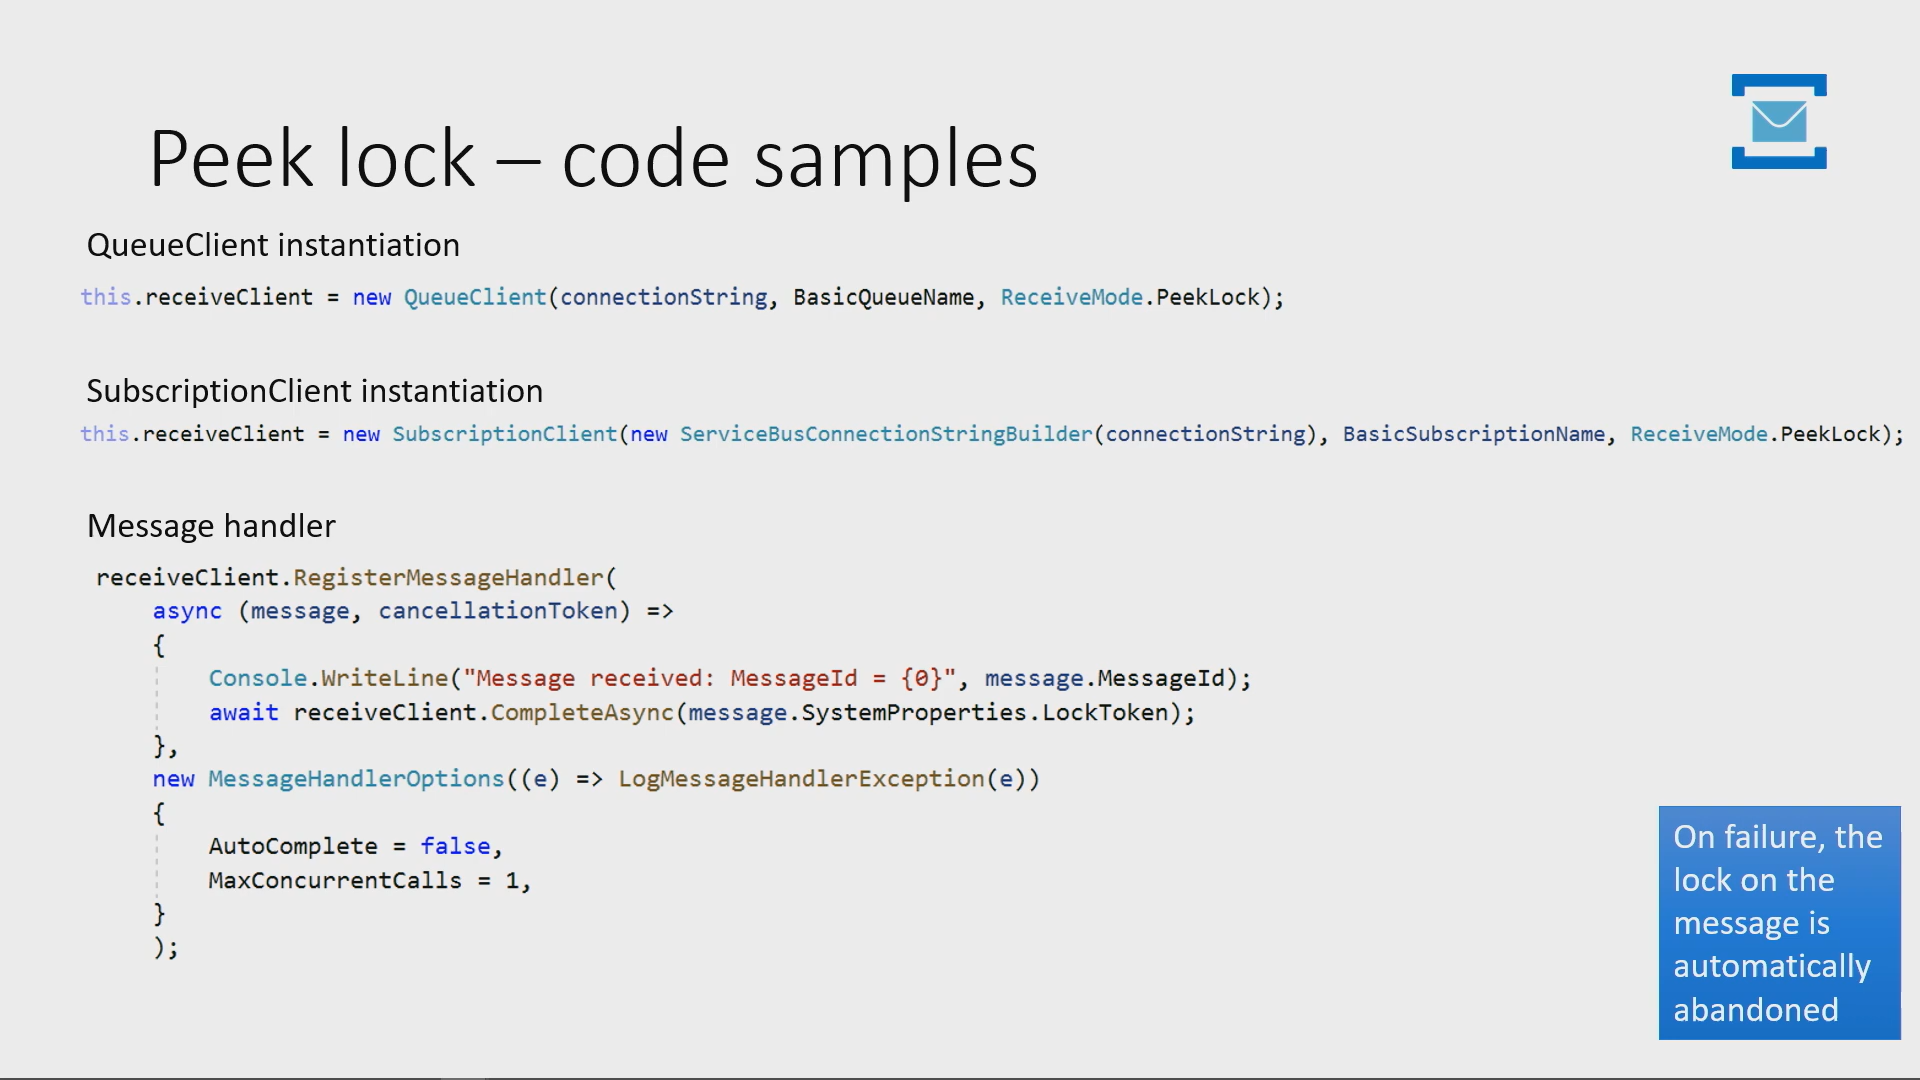 Peek lock – code samples
QueueClient instantiation
this.receiveClient = new QueueClient(connectionString, BasicQueueName, ReceiveMode.PeekLock);
SubscriptionClient instantiation
this.receiveClient = new SubscriptionClient(new ServiceBusConnectionStringBuilder(connectionString), BasicSubscriptionName, ReceiveMode.PeekLock);
Message handler
receiveClient.RegisterMessageHandler(
async (message, cancellationToken) =>
{
Console.WriteLine("Message received: MessageId = {0}", message.MessageId);
await receiveClient.CompleteAsync(message.SystemProperties.LockToken);
},
new MessageHandlerOptions((e) => LogMessageHandlerException(e))
{
AutoComplete = false,
MaxConcurrentCalls = 1,
}
);
On failure, the
lock on the
message is
automatically
abandoned